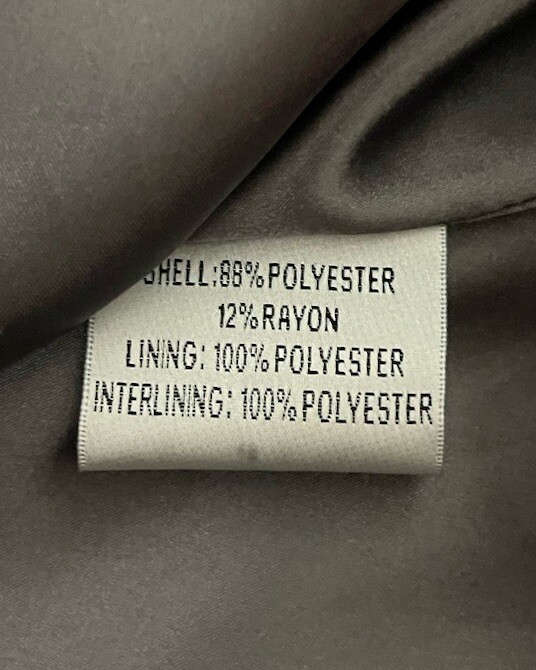 SHELL:88%POLYESTER
12%RAYON
LINING: 100%POLYESTER
INTERLINING: 100%POLYESTER